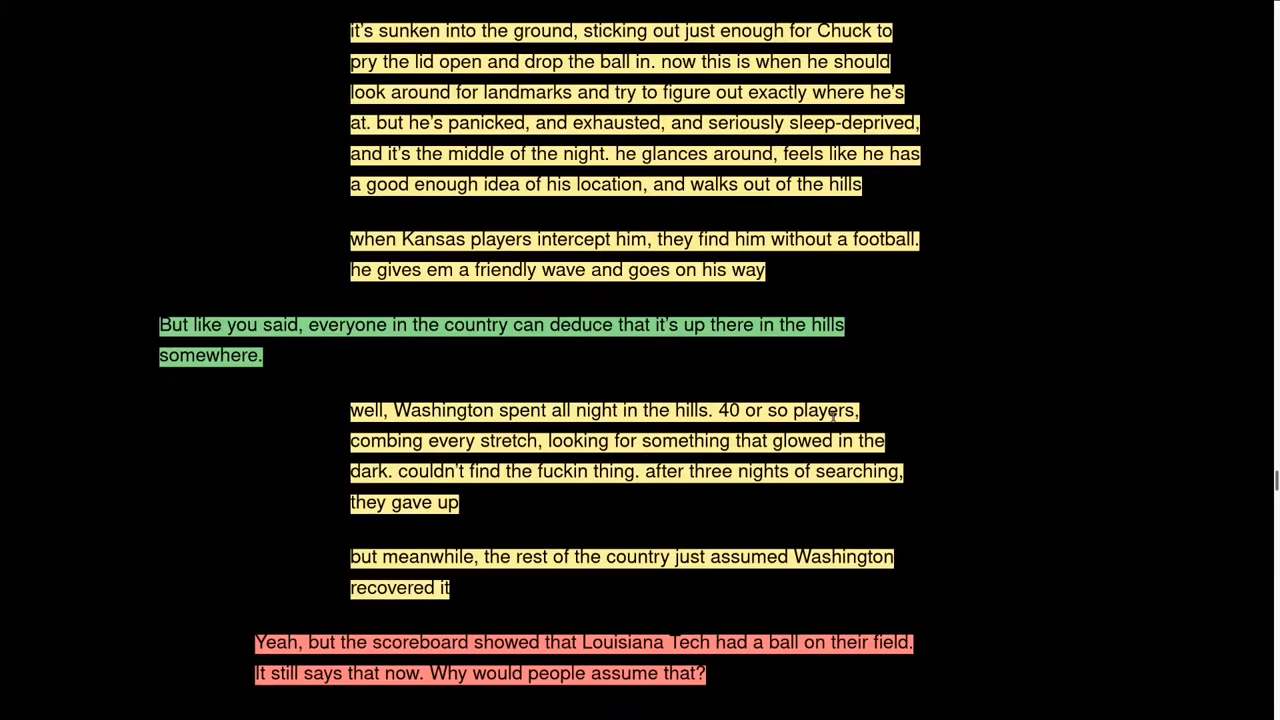 it's sunken into the ground, sticking out just enough for Chuck to
pry the lid open and drop the ball in. now this is when he should
look around for landmarks and try to figure out exactly where he's
at. but he's panicked, and exhausted, and seriously sleep-deprived,
and it's the middle of the night. he glances around, feels like he has
a good enough idea of his location, and walks out of the hills
when Kansas players intercept him, they find him without a football.
he gives em a friendly wave and goes on his way
But like you said, everyone in the country can deduce that it's up there in the hills
somewhere.
well, Washington spent all night in the hills. 40 or so players,
combing every stretch, looking for something that glowed in the
dark. couldn't find the fuckin thing. after three nights of searching,
they gave up
but meanwhile, the rest of the country just assumed Washington
recovered it
Yeah, but the scoreboard showed that Louisiana Tech had a ball on their field.
It still says that now. Why would people assume that?